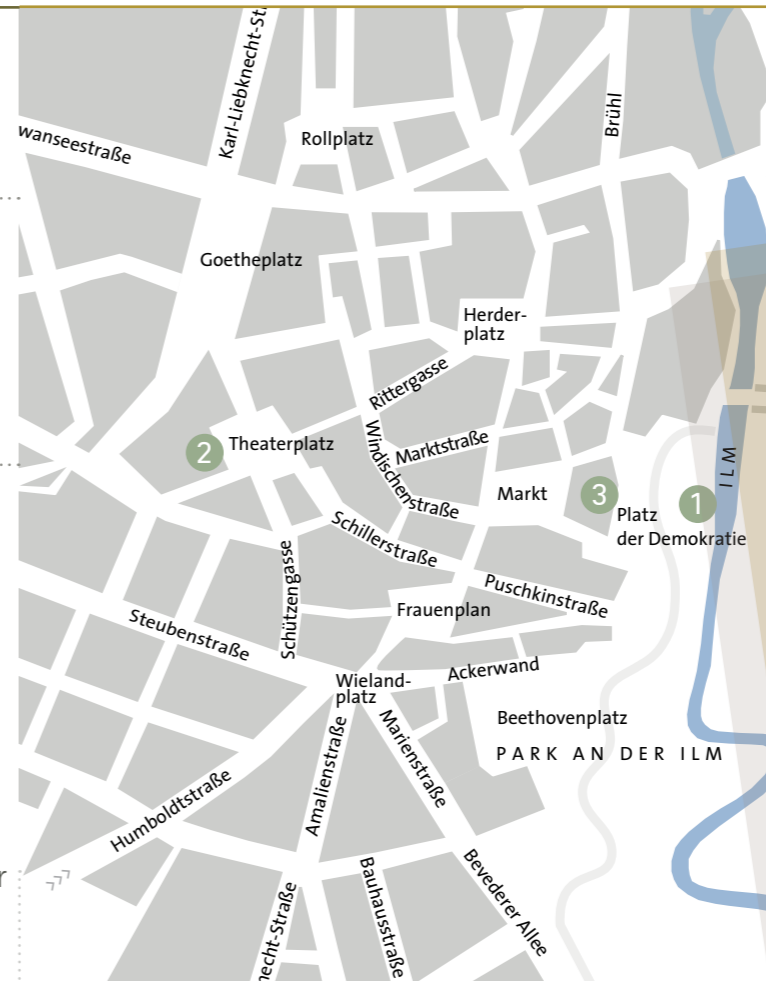 Karl-Liebknecht-St
Brühl
Rollplatz
wanseestraße
Goetheplatz
Herder-
platz
Rittergasse
2
Theaterplatz
Windischenstraße
Marktstraße
Markt
3
1
ILM
Platz
der Demokratie
Schillerstraße
Schützengasse
Puschkinstraße
Steubenstraße
Frauenplan
Ackerwand
Wieland-
platz
Beethovenplatz
PARK AN DER ILM
Marienstraße
Amalienstraße
Humboldtstraße
r
Bauhausstraße
Bevederer Allee
necht-Straße